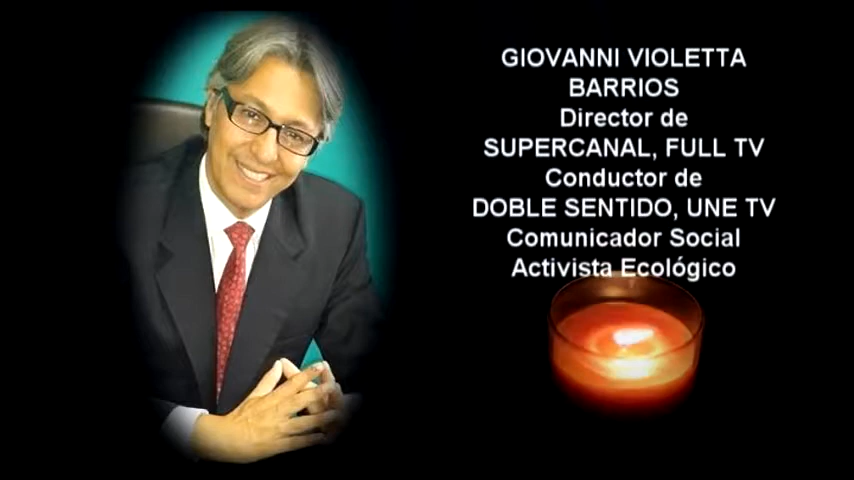 GIOVANNI VIOLETTA
BARRIOS
Director de
SUPERCANAL, FULL TV
Conductor de
DOBLE SENTIDO, UNE TV
Comunicador Social
Activista Ecológico